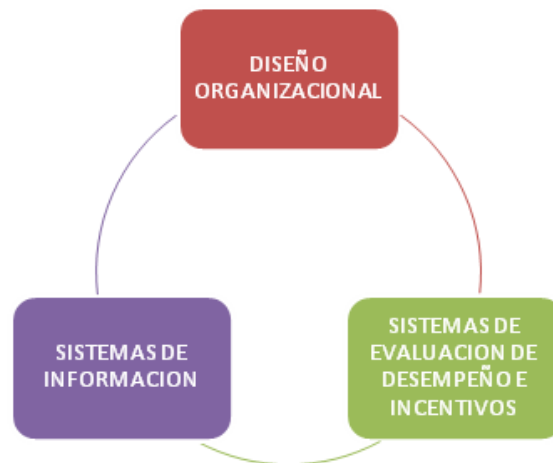 DISEÑO
ORGANIZACIONAL
SISTEMAS DE
INFORMACION
SISTEMAS DE
EVALUACION DE
DESEMPEÑO E
INCENTIVOS